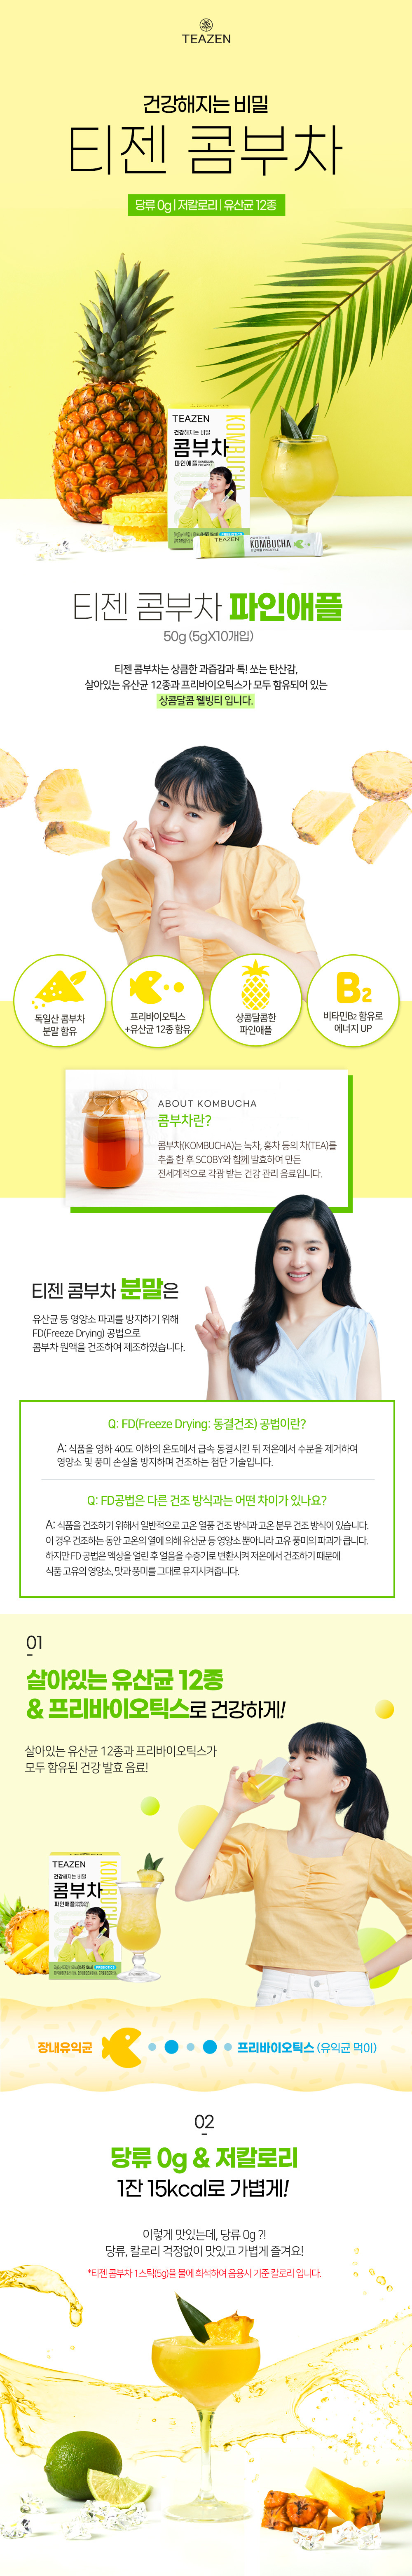 TEAZEN
건강해지는 비밀
티젠 콤부차
당류 0g | 저칼로리 | 유산균 12종
TEAZEN
건강해지는 비밀
콤부차
파인애플
KOMBUCHA
TEAZEN
KOMBUCHA
티젠 콤부차 파인애플
50g (5gX10개입)
티젠 콤부차는 상큼한 과즙감과 톡! 쏘는 탄산감,
살아있는 유산균 12종과 프리바이오틱스가 모두 함유되어 있는
상콤달콤 웰빙티 입니다.
독일산 콤부차
분말 함유
프리바이오틱스
+유산균 12종 함유
상콤달콤한
파인애플
B2
비타민B2 함유로
에너지 UP
ABOUT KOMBUCHA
콤부차란?
콤부차(KOMBUCHA)는 녹차, 홍차 등의 차(TEA)를
추출 한 후 SCOBY와 함께 발효하여 만든
전세계적으로 각광 받는 건강 관리 음료입니다.
티젠 콤부차 분말은
유산균 등 영양소 파괴를 방지하기 위해
FD(Freeze Drying) 공법으로
콤부차 원액을 건조하여 제조하였습니다.
Q: FD(Freeze Drying: 동결건조) 공법이란?
A: 식품을 영하 40도 이하의 온도에서 급속 동결시킨 뒤 저온에서 수분을 제거하여
영양소 및 풍미 손실을 방지하며 건조하는 첨단 기술입니다.
Q: FD공법은 다른 건조 방식과는 어떤 차이가 있나요?
A: 식품을 건조하기 위해서 일반적으로 고온 열풍 건조 방식과 고온 분무 건조 방식이 있습니다.
이 경우 건조하는 동안 고온의 열에 의해 유산균 등 영양소 뿐아니라 고유 풍미의 파괴가 큽니다.
하지만 FD 공법은 액상을 얼린 후 얼음을 수증기로 변환시켜 저온에서 건조하기 때문에
식품 고유의 영양소, 맛과 풍미를 그대로 유지시켜줍니다.
01
살아있는 유산균 12종
& 프리바이오틱스로 건강하게!
살아있는 유산균 12종과 프리바이오틱스가
모두 함유된 건강 발효 음료!
TEAZEN
건강해지는 비밀
콤부차
파인애플
KOMBUCHA
장내유익균
프리바이오틱스 (유익균 먹이)
02
당류 0g & 저칼로리
1잔 15kcal로 가볍게!
이렇게 맛있는데, 당류 0g ?!
당류, 칼로리 걱정없이 맛있고 가볍게 즐겨요!
*티젠 콤부차 1스틱(5g)을 물에 희석하여 음용시 기준 칼로리 입니다.